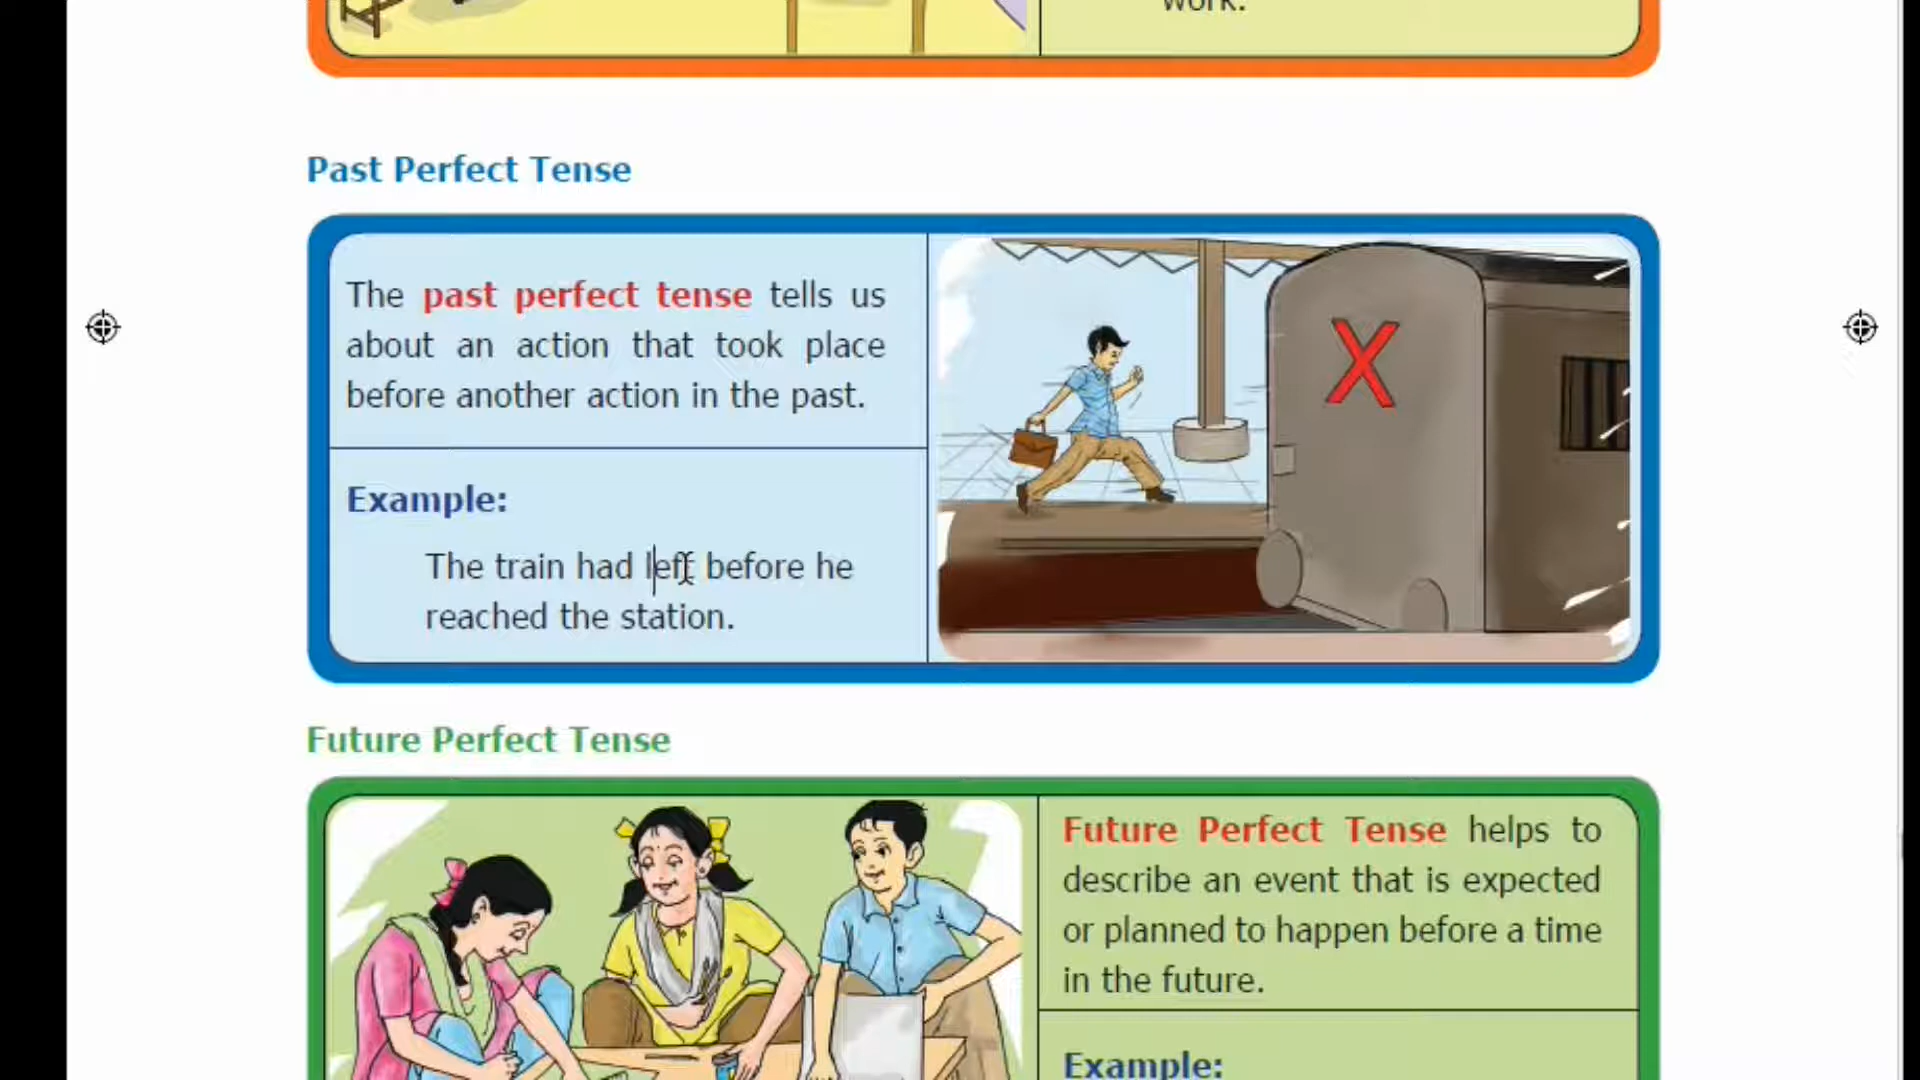 work.
Past Perfect Tense
The past perfect tense tells us
about an action that took place
before another action in the past.
Example:
The train had left before he
reached the station.
X
Future Perfect Tense
Future Perfect Tense helps to
describe an event that is expected
or planned to happen before a time
in the future.
Example: